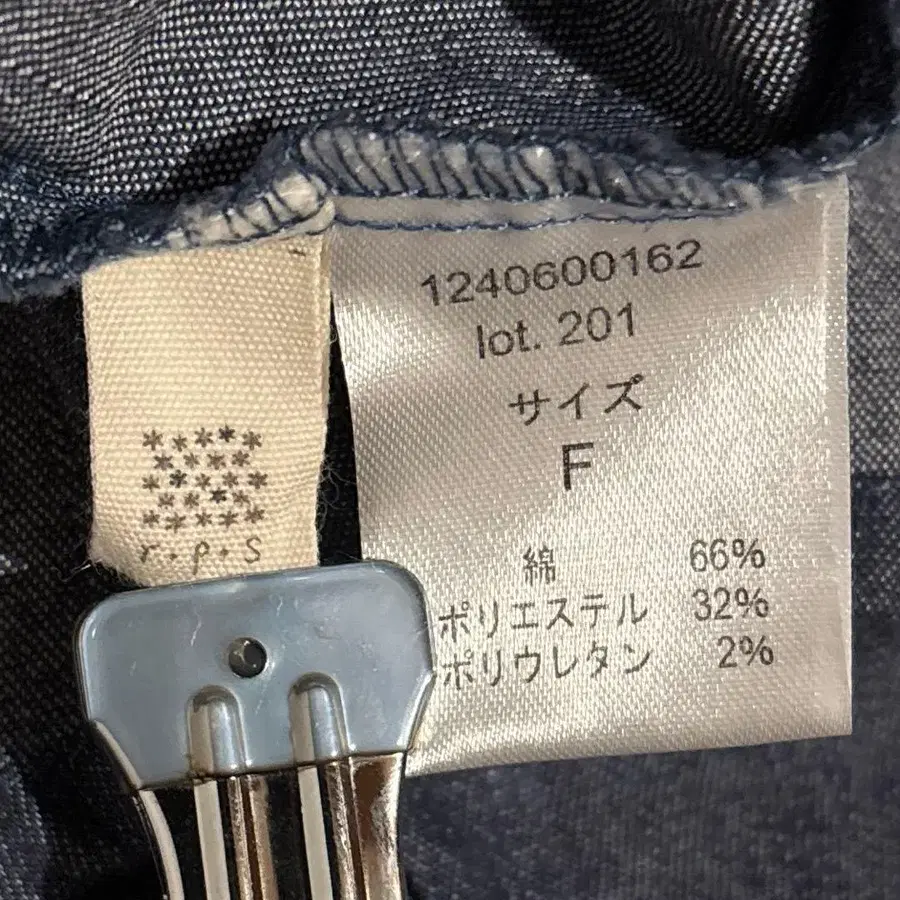 1240600162
lot. 201
サイズ
F
綿 66%
ポリエステル 32%
ポリウレタン 2%
r・p・s